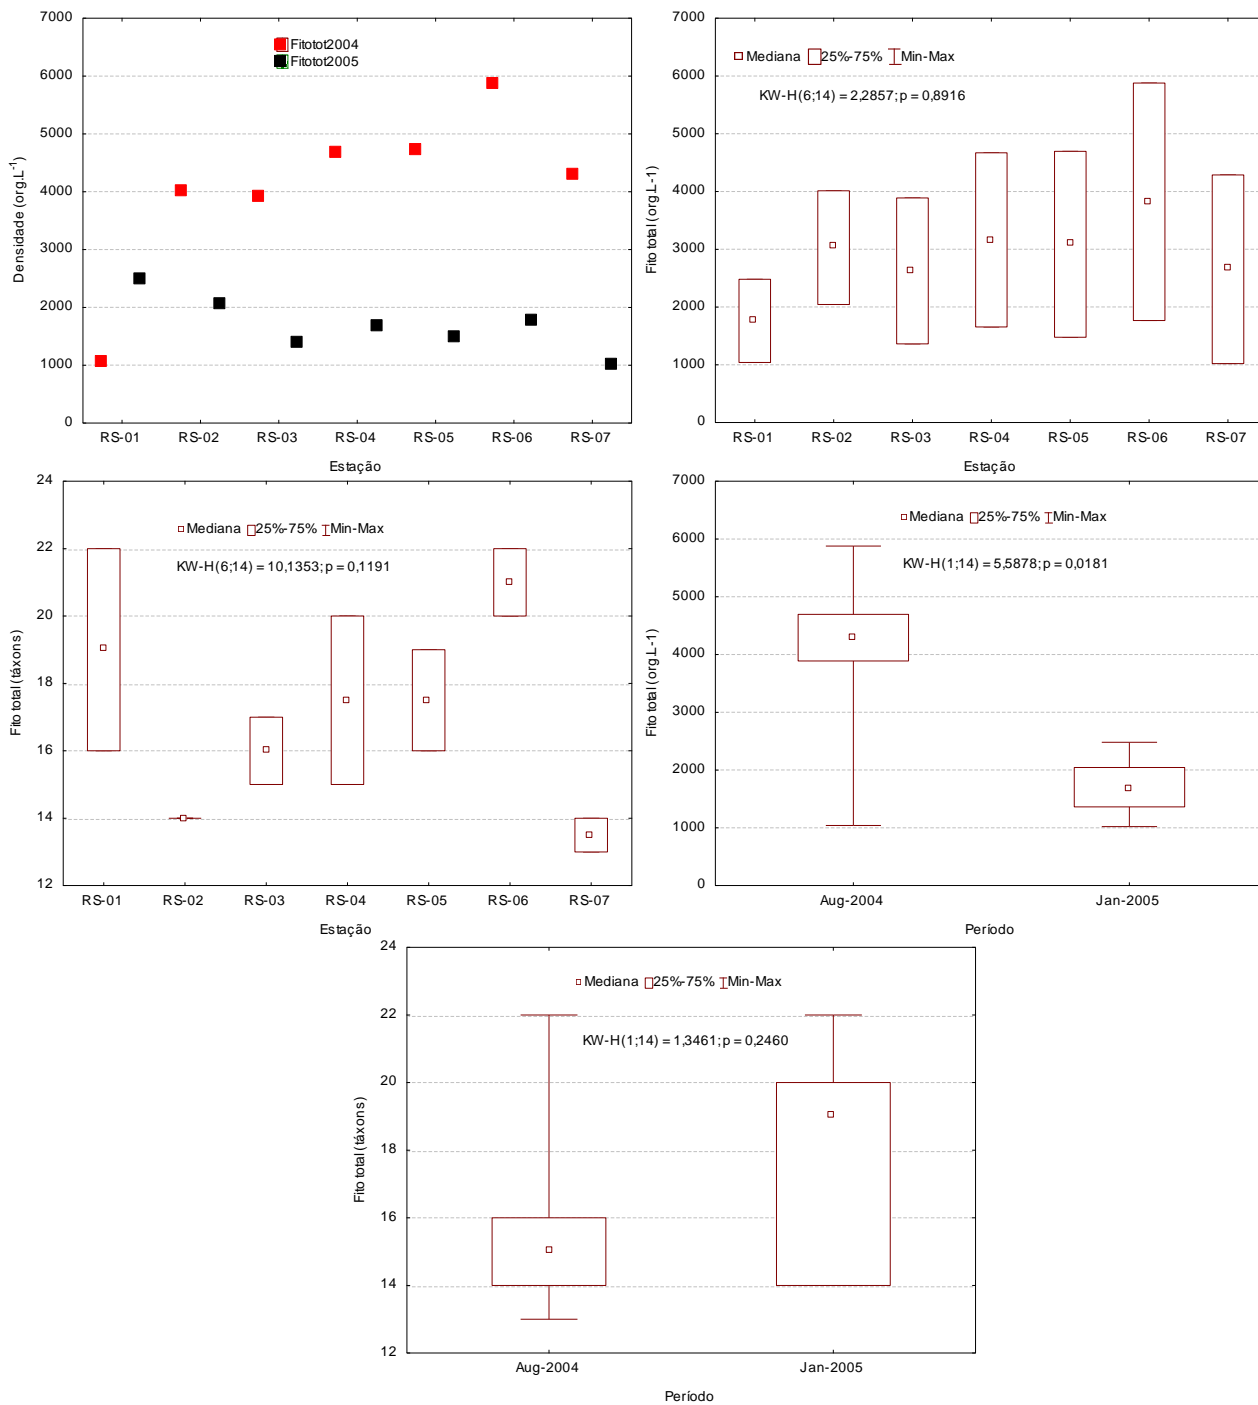 7000
6000
5000
4000
3000
2000
1000
0
Densidade (org.L-1)
Fitotot2004
Fitotot2005
RS-01 RS-02 RS-03 RS-04 RS-05 RS-06 RS-07
Estação
7000
6000
5000
4000
3000
2000
1000
0
Fito total (org.L-1)
Mediana 25%-75% Min-Max
KW-H(6;14) = 2,2857; p = 0,8916
RS-01 RS-02 RS-03 RS-04 RS-05 RS-06 RS-07
Estação
24
22
20
18
16
14
12
Fito total (táxons)
Mediana 25%-75% Min-Max
KW-H(6;14) = 10,1353; p = 0,1191
RS-01 RS-02 RS-03 RS-04 RS-05 RS-06 RS-07
Estação
7000
6000
5000
4000
3000
2000
1000
0
Fito total (org.L-1)
Mediana 25%-75% Min-Max
KW-H(1;14) = 5,5878; p = 0,0181
Aug-2004 Jan-2005
Período
24
22
20
18
16
14
12
Fito total (táxons)
Mediana 25%-75% Min-Max
KW-H(1;14) = 1,3461; p = 0,2460
Aug-2004 Jan-2005
Período